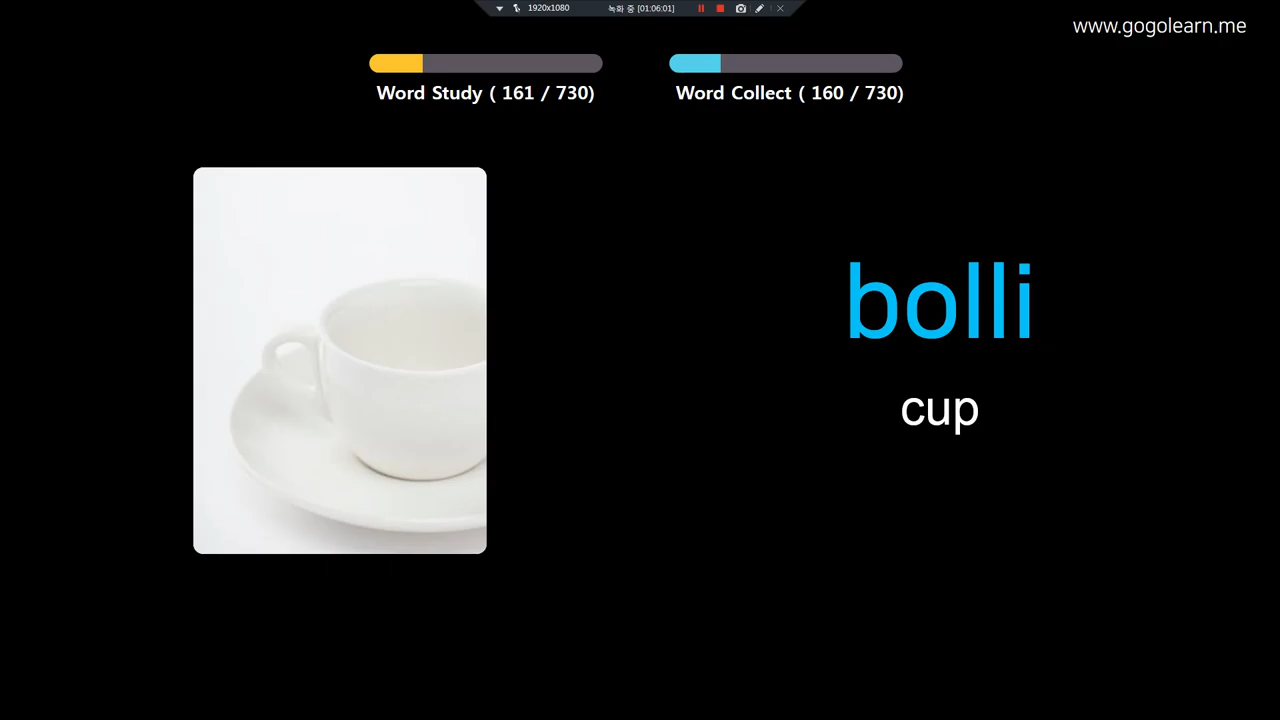 1920x1080 녹화 중 [01:06:01]
www.gogolearn.me
Word Study ( 161 / 730)
Word Collect ( 160 / 730)
bolli
cup